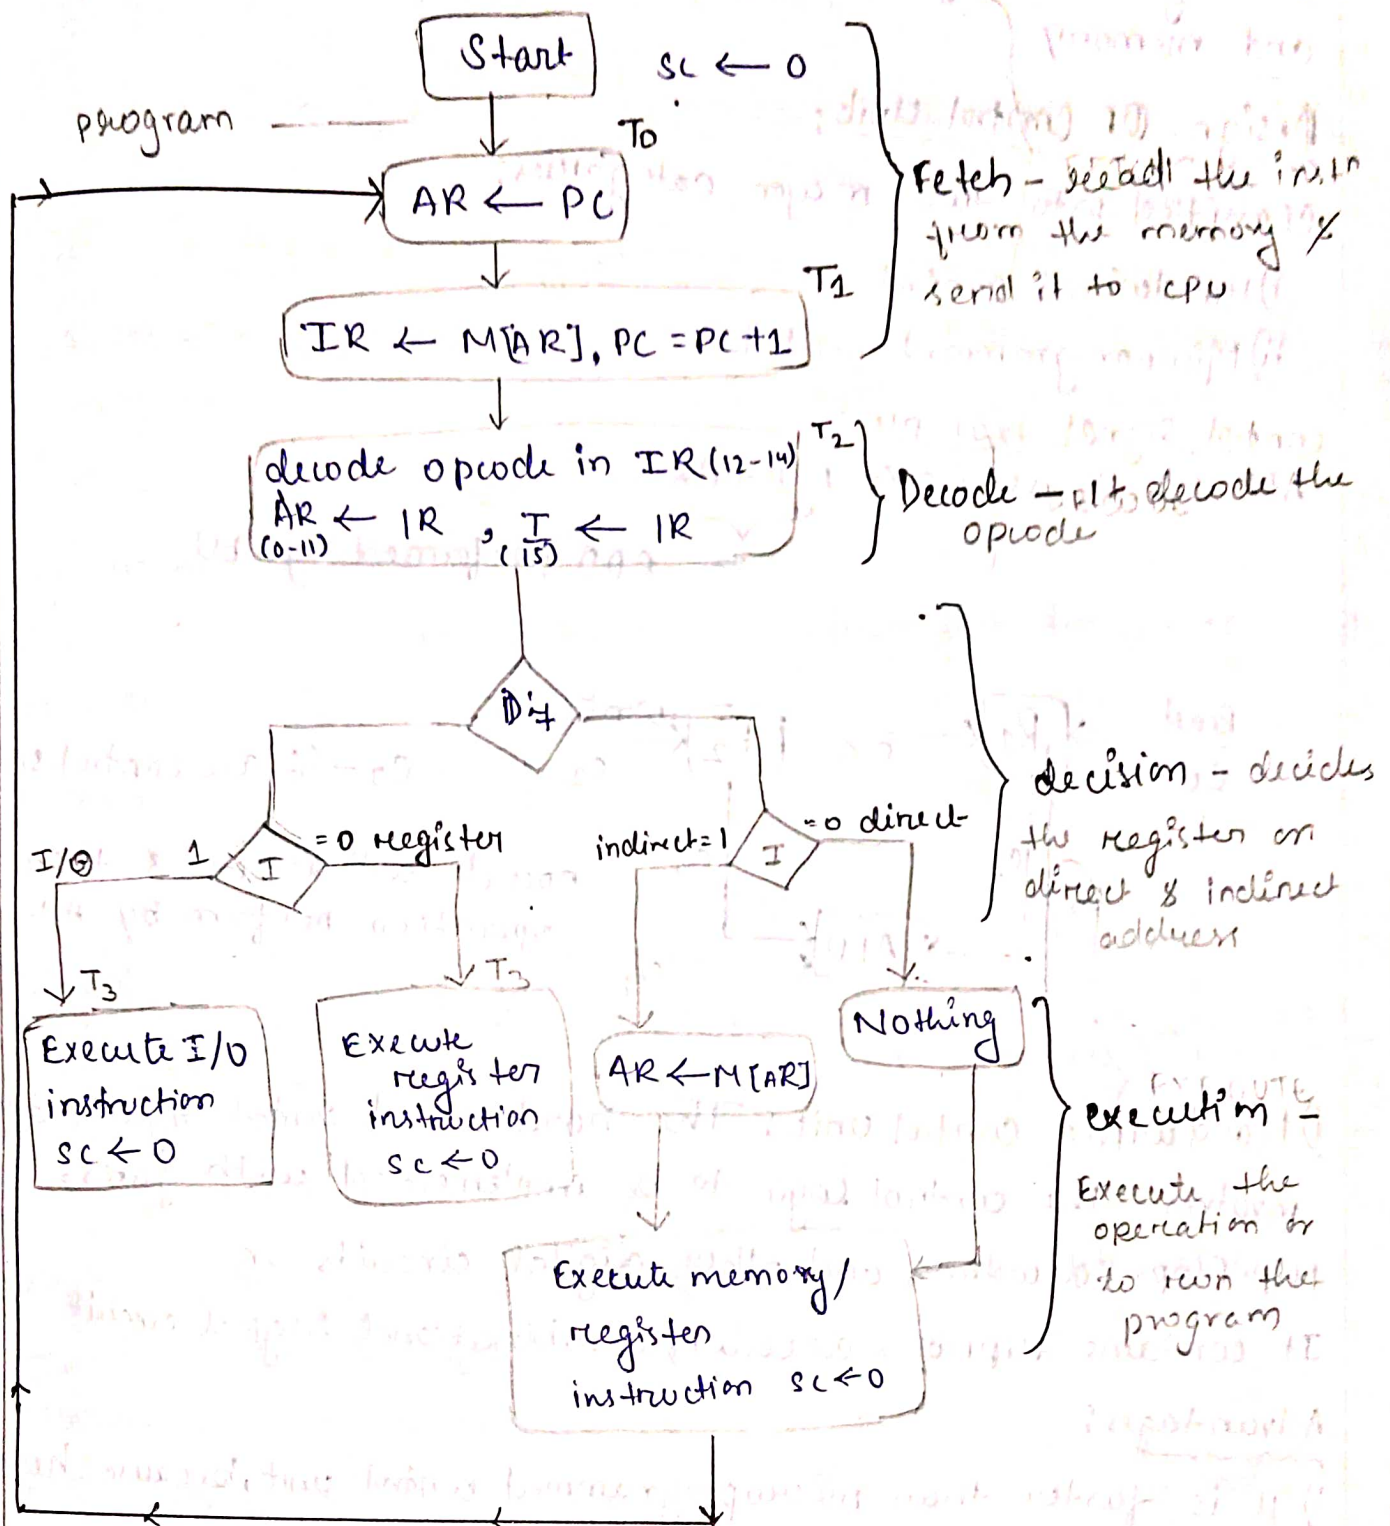 Start
SC ← 0
program
T0
AR ← PC
Fetch - the instn
from the memory &
send it to CPU
T1
IR ← M[AR], PC = PC+1
T2
decode opcode in IR(12-14)
AR ← IR , I ← IR
(0-11) (15)
Decode - decode the
opcode
decision - decides
the register or
direct & indirect
address
I/O 1 I =0 register
indirect=1 I =0 direct
T3
T3
Execute I/O
instruction
SC ← 0
Execute
register
instruction
SC ← 0
AR ← M[AR]
Nothing
execution -
Execute the
operation or
to run the
program
Execute memory/
register
instruction SC ← 0